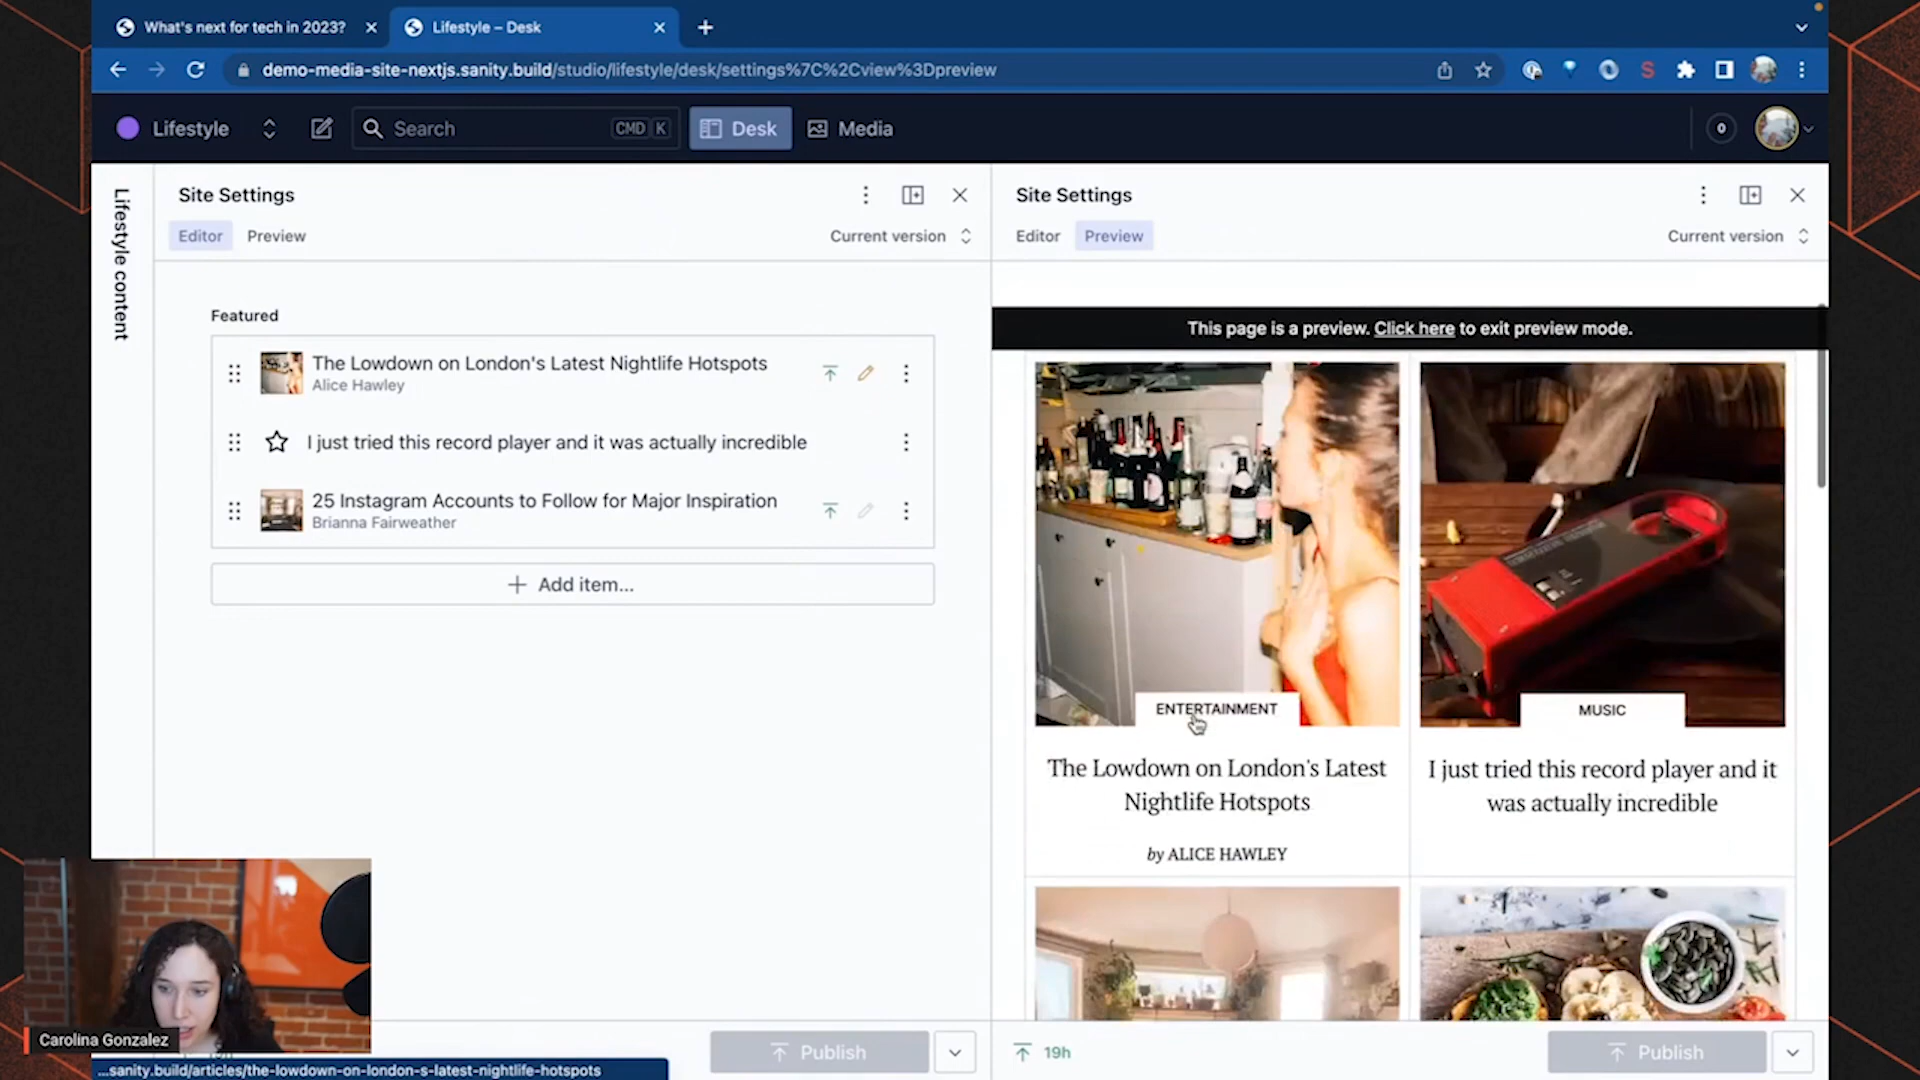 What's next for tech in 2023?
Lifestyle – Desk
demo-media-site-nextjs.sanity.build/studio/lifestyle/desk/settings%7C%2Cview%3Dpreview
S
Lifestyle
Search
CMD K
Desk
Media
0
Lifestyle content
Site Settings
Editor
Preview
Current version
Featured
The Lowdown on London's Latest Nightlife Hotspots
Alice Hawley
I just tried this record player and it was actually incredible
25 Instagram Accounts to Follow for Major Inspiration
Brianna Fairweather
Add item...
Publish
Site Settings
Editor
Preview
Current version
This page is a preview. Click here to exit preview mode.
ENTERTAINMENT
The Lowdown on London's Latest
Nightlife Hotspots
by ALICE HAWLEY
MUSIC
I just tried this record player and it
was actually incredible
19h
Publish
Carolina Gonzalez
...sanity.build/articles/the-lowdown-on-london-s-latest-nightlife-hotspots